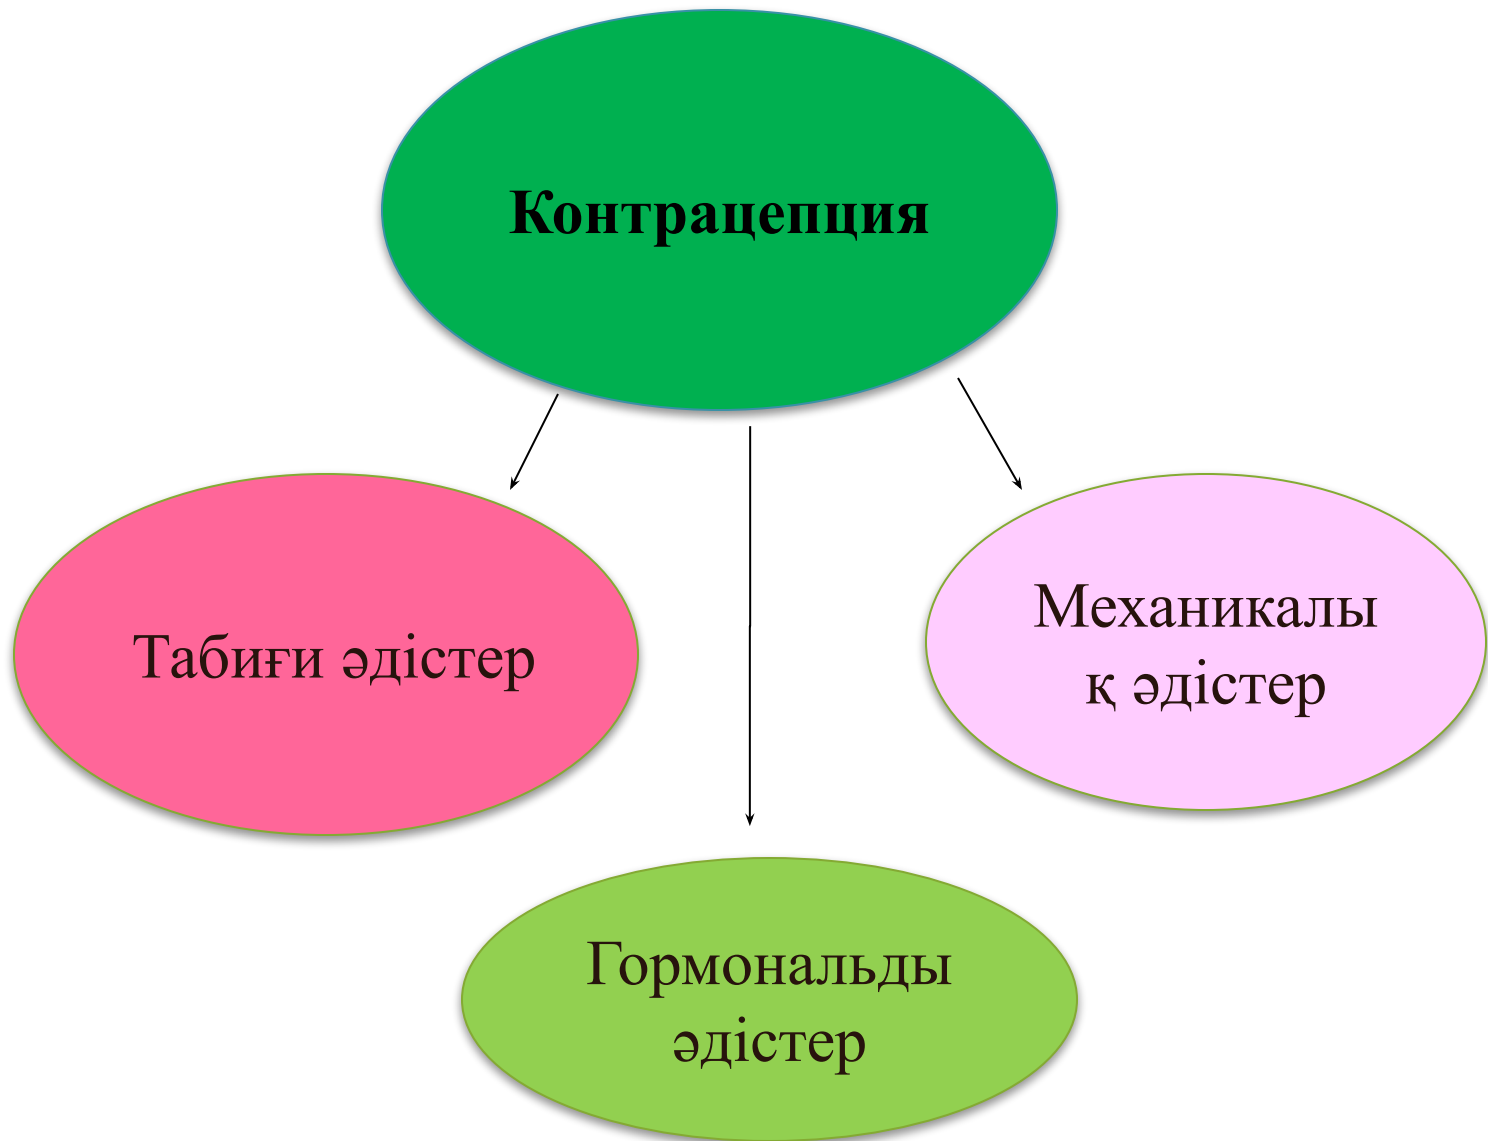 Контрацепция
Табиғи әдістер
Механикалы
қ әдістер
Гормональды
әдістер